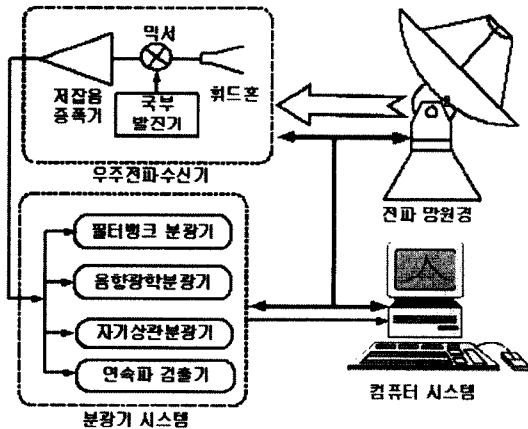 믹서
저잡음
증폭기
국부
발진기
휘드혼
우주전파수신기
전파 망원경
필터뱅크 분광기
음향광학분광기
자기상관분광기
연속파 검출기
분광기 시스템
컴퓨터 시스템